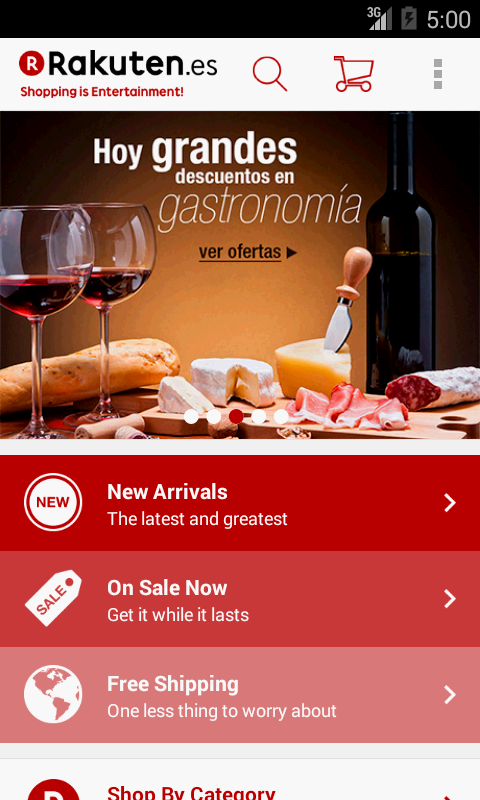 3G
5:00
R Rakuten.es
Shopping is Entertainment!
Hoy grandes
descuentos en
gastronomía
ver ofertas
NEW
New Arrivals
The latest and greatest
SALE
On Sale Now
Get it while it lasts
Free Shipping
One less thing to worry about
R
Shop By Category